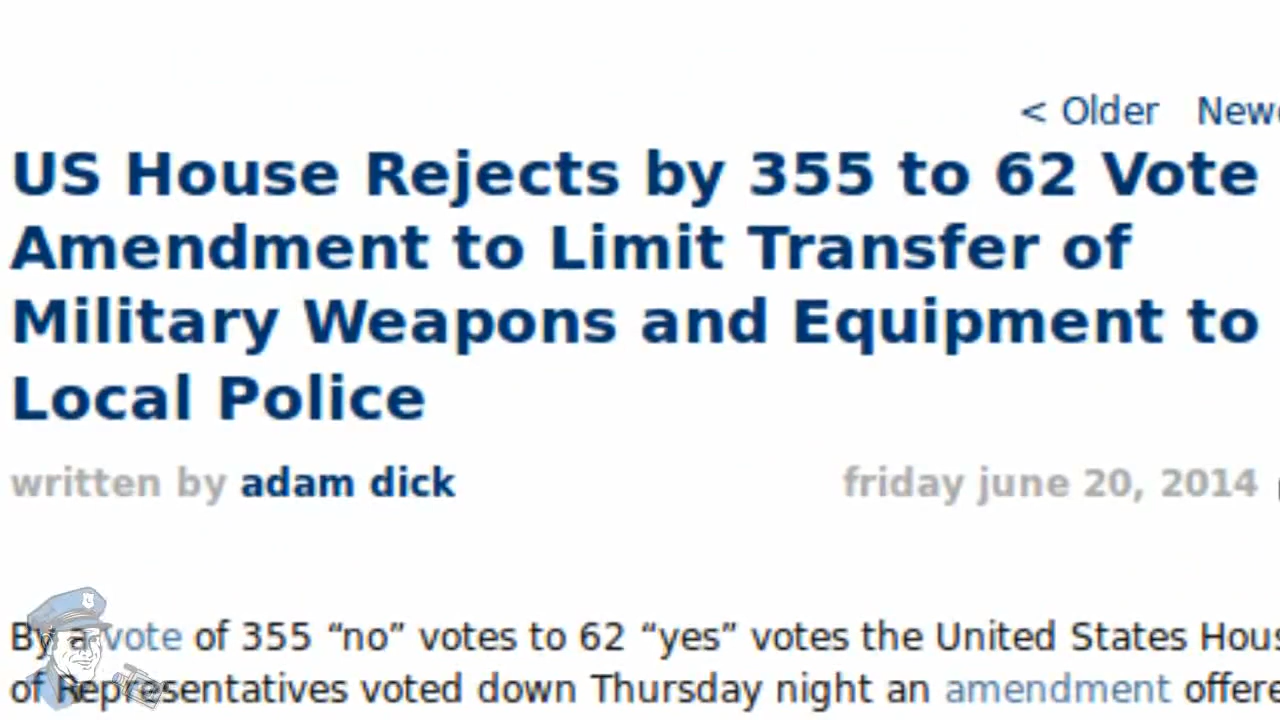 < Older Newe
US House Rejects by 355 to 62 Vote
Amendment to Limit Transfer of
Military Weapons and Equipment to
Local Police
written by adam dick friday june 20, 2014
By a vote of 355 “no” votes to 62 “yes” votes the United States Hous
of Representatives voted down Thursday night an amendment offere